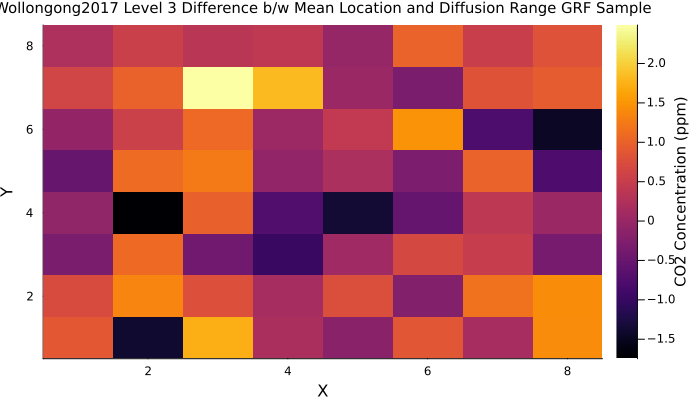 Wollongong2017 Level 3 Difference b/w Mean Location and Diffusion Range GRF Sample
8
6
4
2
Y
2 4 6 8
X
2.0
1.5
1.0
0.5
0
−0.5
−1.0
−1.5
CO2 Concentration (ppm)